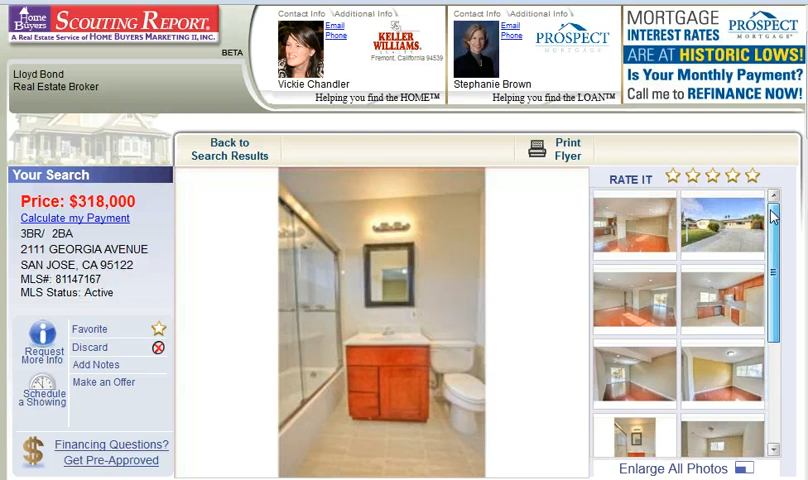 Home Buyers SCOUTING REPORT®
A Real Estate Service of HOME BUYERS MARKETING II, INC.
BETA
Lloyd Bond
Real Estate Broker
Contact Info Additional Info
Email
Phone
KELLER WILLIAMS
Fremont, California 94539
Vickie Chandler
Helping you find the HOME™
Contact Info Additional Info
Email
Phone
PROSPECT
MORTGAGE
Stephanie Brown
Helping you find the LOAN™
MORTGAGE
INTEREST RATES
PROSPECT
MORTGAGE
ARE AT HISTORIC LOWS!
Is Your Monthly Payment?
Call me to REFINANCE NOW!
Back to
Search Results
Print
Flyer
Your Search
Price: $318,000
Calculate my Payment
3BR/ 2BA
2111 GEORGIA AVENUE
SAN JOSE, CA 95122
MLS#: 81147167
MLS Status: Active
Request
More Info
Schedule
a Showing
Favorite
Discard
Add Notes
Make an Offer
Financing Questions?
Get Pre-Approved
RATE IT
Enlarge All Photos